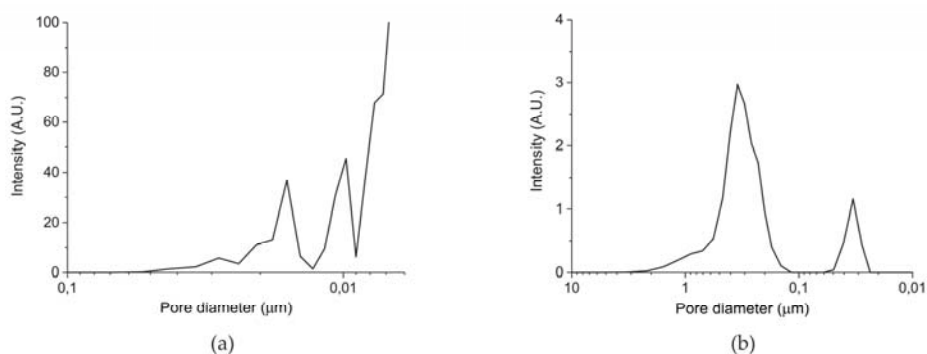 100
80
60
40
20
0
Intensity (A.U.)
0,1
0,01
Pore diameter (μm)
(a)
4
3
2
1
0
Intensity (A.U.)
10
1
0,1
0,01
Pore diameter (μm)
(b)